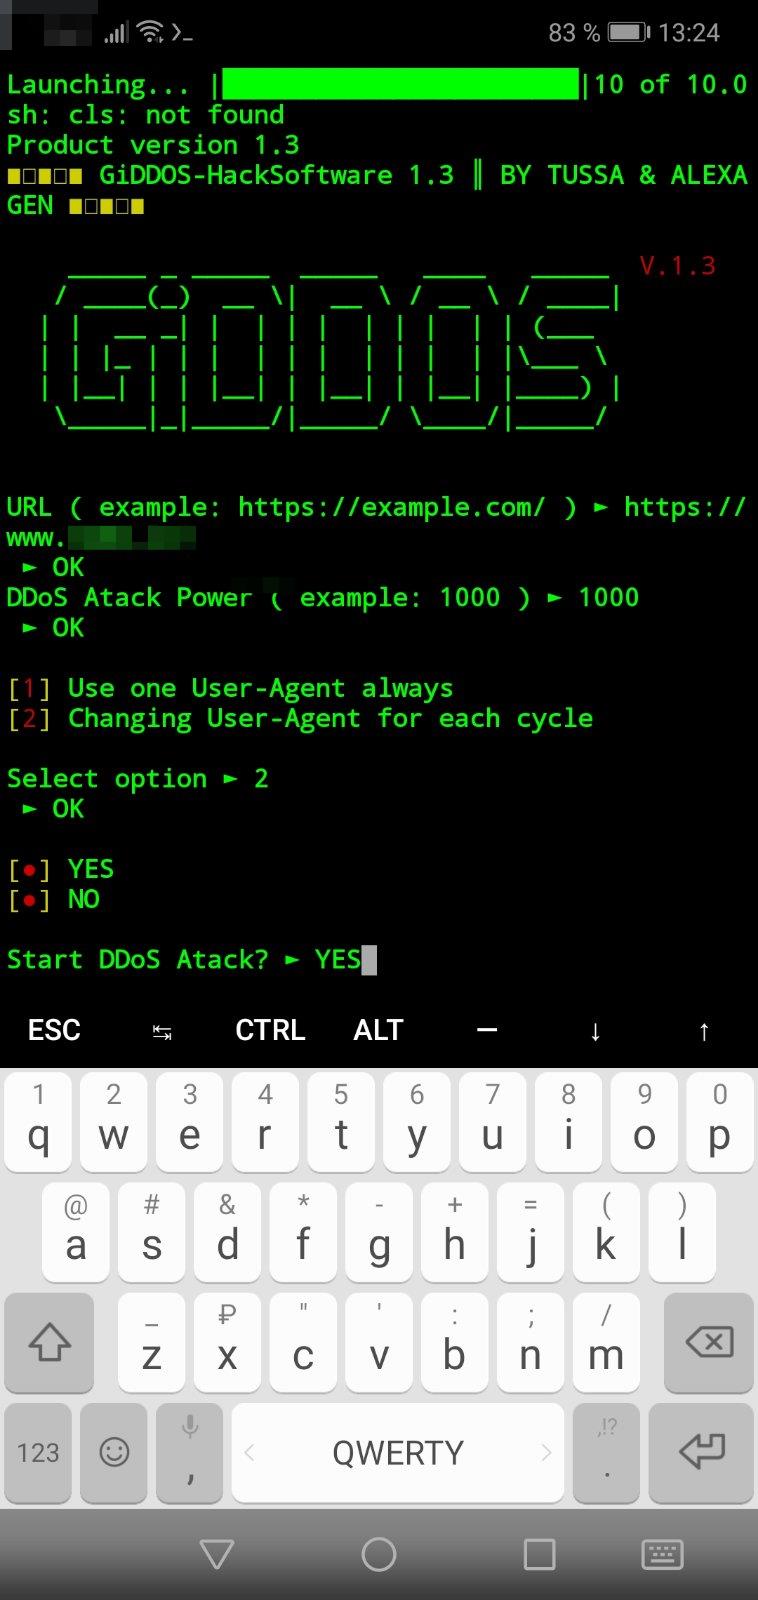 83 % 13:24
Launching... | |10 of 10.0
sh: cls: not found
Product version 1.3
■□■□■ GiDDOS-HackSoftware 1.3 ║ BY TUSSA & ALEXA
GEN ■□■□■
V.1.3
GiDDOS
URL ( example: https://example.com/ ) ► https://
www.
► OK
DDoS Atack Power ( example: 1000 ) ► 1000
► OK
[1] Use one User-Agent always
[2] Changing User-Agent for each cycle
Select option ► 2
► OK
[●] YES
[●] NO
Start DDoS Atack? ► YES
ESC ↹ CTRL ALT — ↓ ↑
1 2 3 4 5 6 7 8 9 0
q w e r t y u i o p
@ # & * - + = ( )
a s d f g h j k l
_ ₽ " ' : ; /
z x c v b n m
,!?
123 , QWERTY .